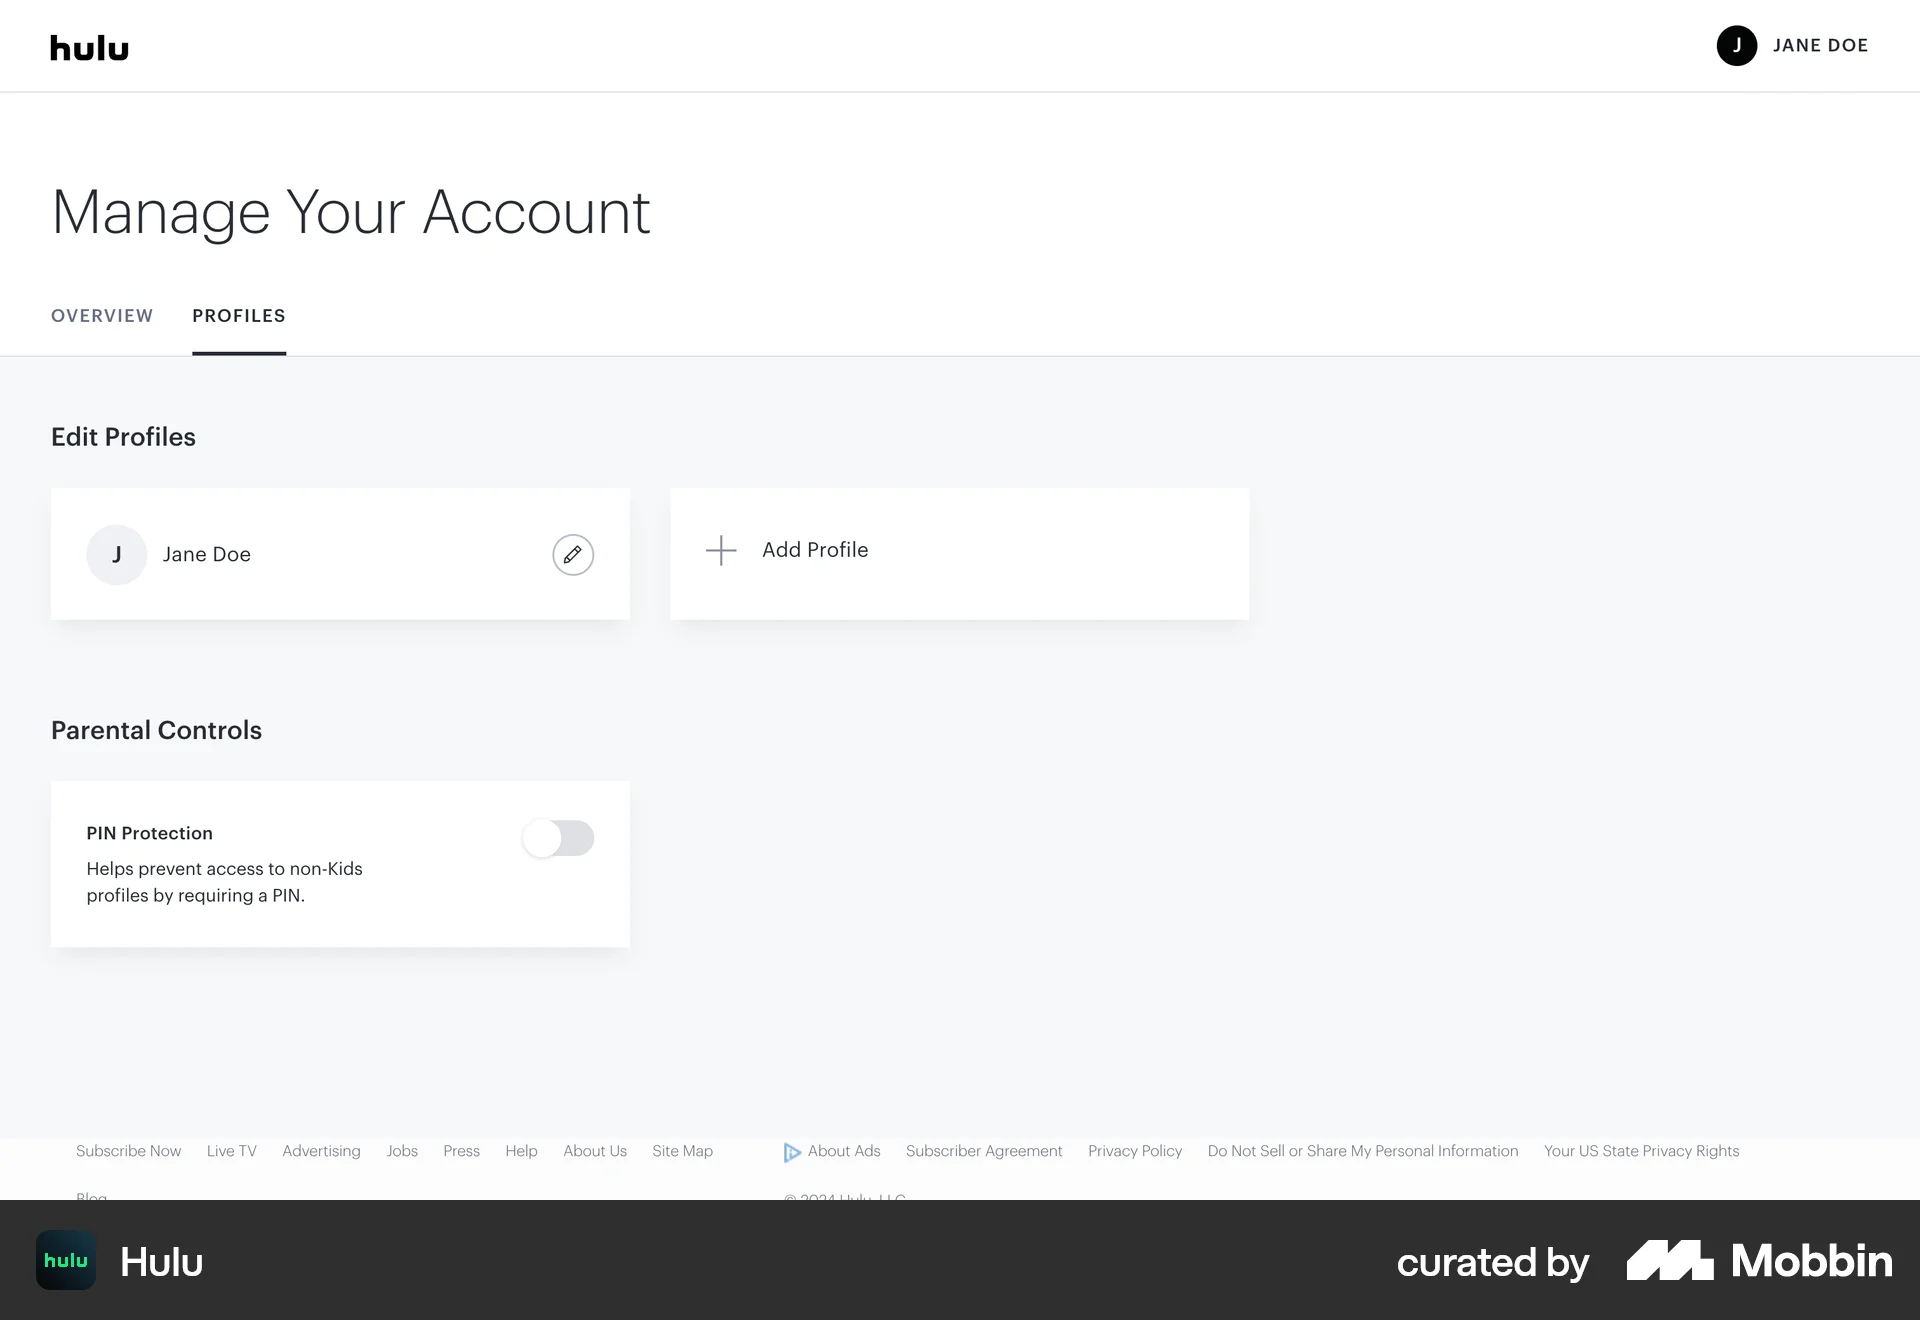 hulu
J JANE DOE
Manage Your Account
OVERVIEW PROFILES
Edit Profiles
J Jane Doe
Add Profile
Parental Controls
PIN Protection
Helps prevent access to non-Kids
profiles by requiring a PIN.
Subscribe Now Live TV Advertising Jobs Press Help About Us Site Map About Ads Subscriber Agreement Privacy Policy Do Not Sell or Share My Personal Information Your US State Privacy Rights
Blog © 2024 Hulu, LLC
hulu Hulu curated by Mobbin